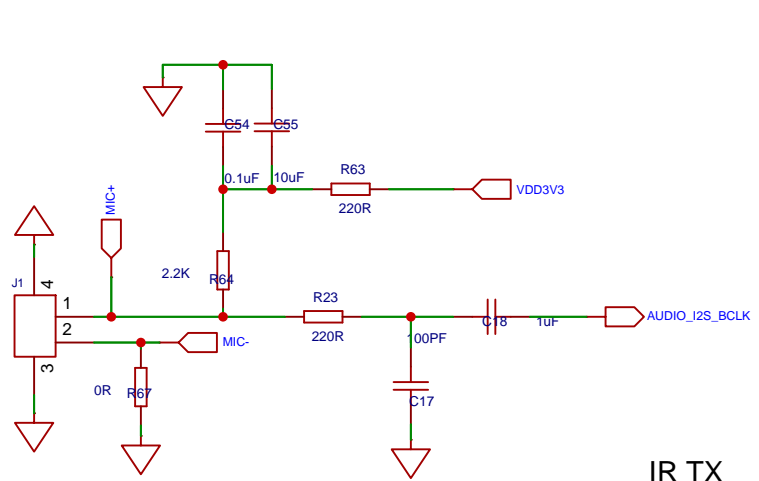 C54
C55
0.1uF
10uF
R63
220R
VDD3V3
MIC+
2.2K
R64
J1
4
1
2
3
R23
220R
C18
1uF
AUDIO_I2S_BCLK
MIC-
100PF
0R
R67
C17
IR TX